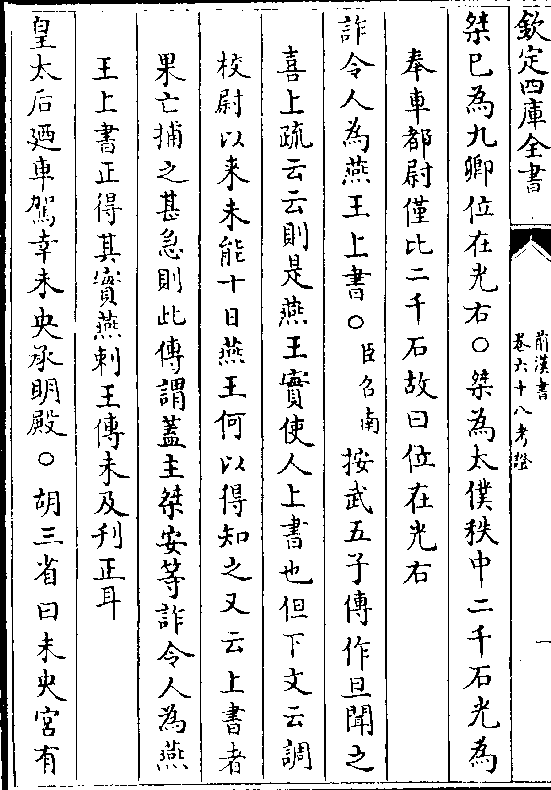 欽定四庫全書
前漢書
卷六十八考證
一
桀已為九卿位在光右○桀為太僕秩中二千石光為
奉車都尉僅比二千石故曰位在光右
詐令人為燕王上書○臣召南按武五子傳作旦聞之
喜上疏云云則是燕王實使人上書也但下文云調
校尉以来未能十日燕王何以得知之又云上書者
果亡捕之甚急則此傳謂蓋主桀安等詐令人為燕
王上書正得其實燕剌王傳未及刋正耳
皇太后廼車駕幸未央承明殿○胡三省曰未央宮有